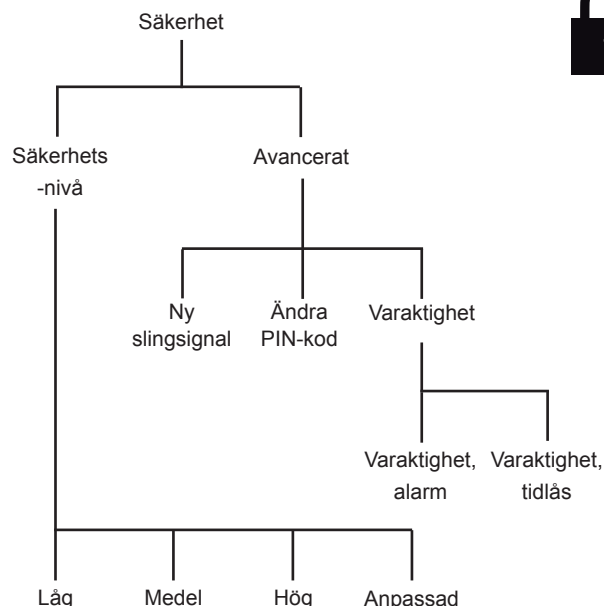 Säkerhet
Säkerhets
-nivå
Avancerat
Ny
slingsignal
Ändra
PIN-kod
Varaktighet
Varaktighet,
alarm
Varaktighet,
tidlås
Låg
Medel
Hög
Anpassad